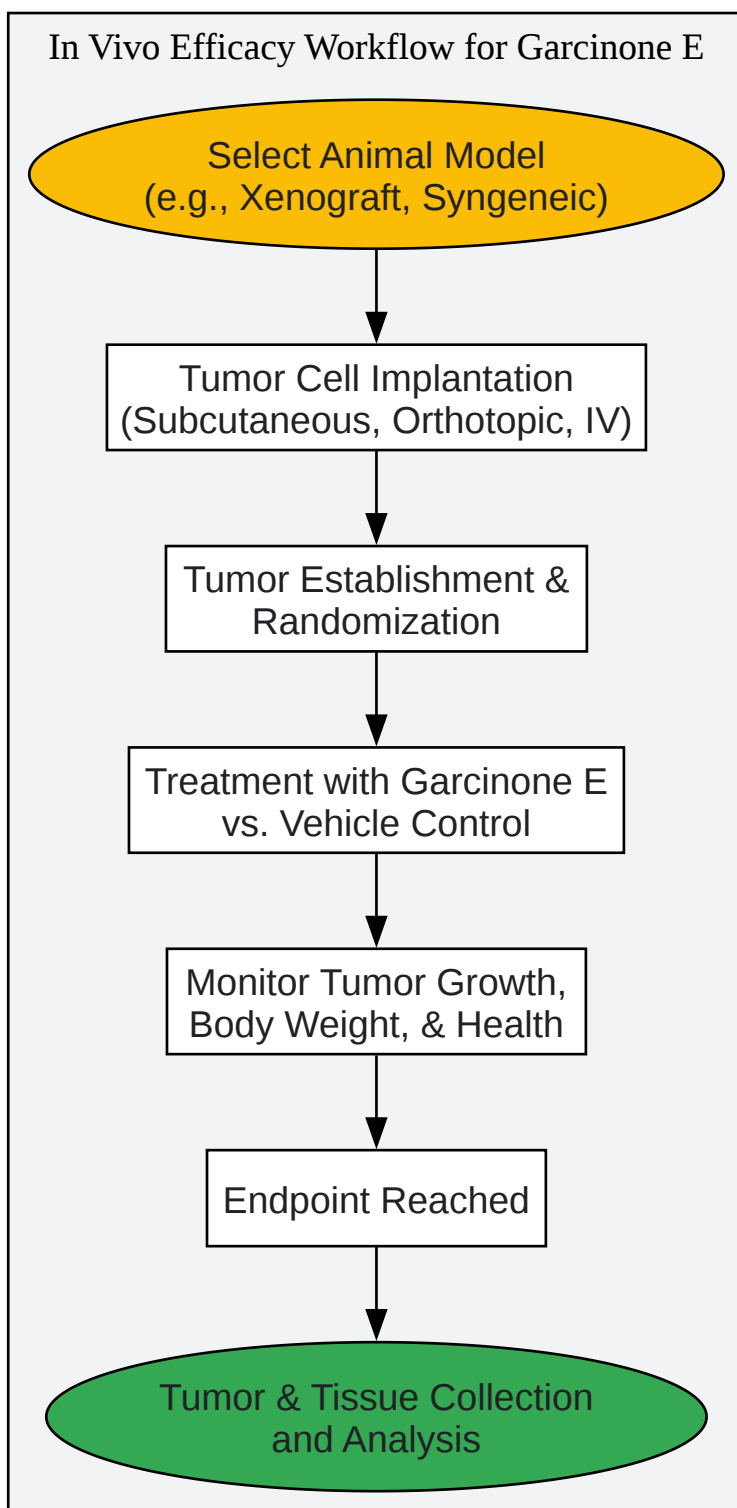 In Vivo Efficacy Workflow for Garcinone E
Select Animal Model
(e.g., Xenograft, Syngeneic)
Tumor Cell Implantation
(Subcutaneous, Orthotopic, IV)
Tumor Establishment &
Randomization
Treatment with Garcinone E
vs. Vehicle Control
Monitor Tumor Growth,
Body Weight, & Health
Endpoint Reached
Tumor & Tissue Collection
and Analysis